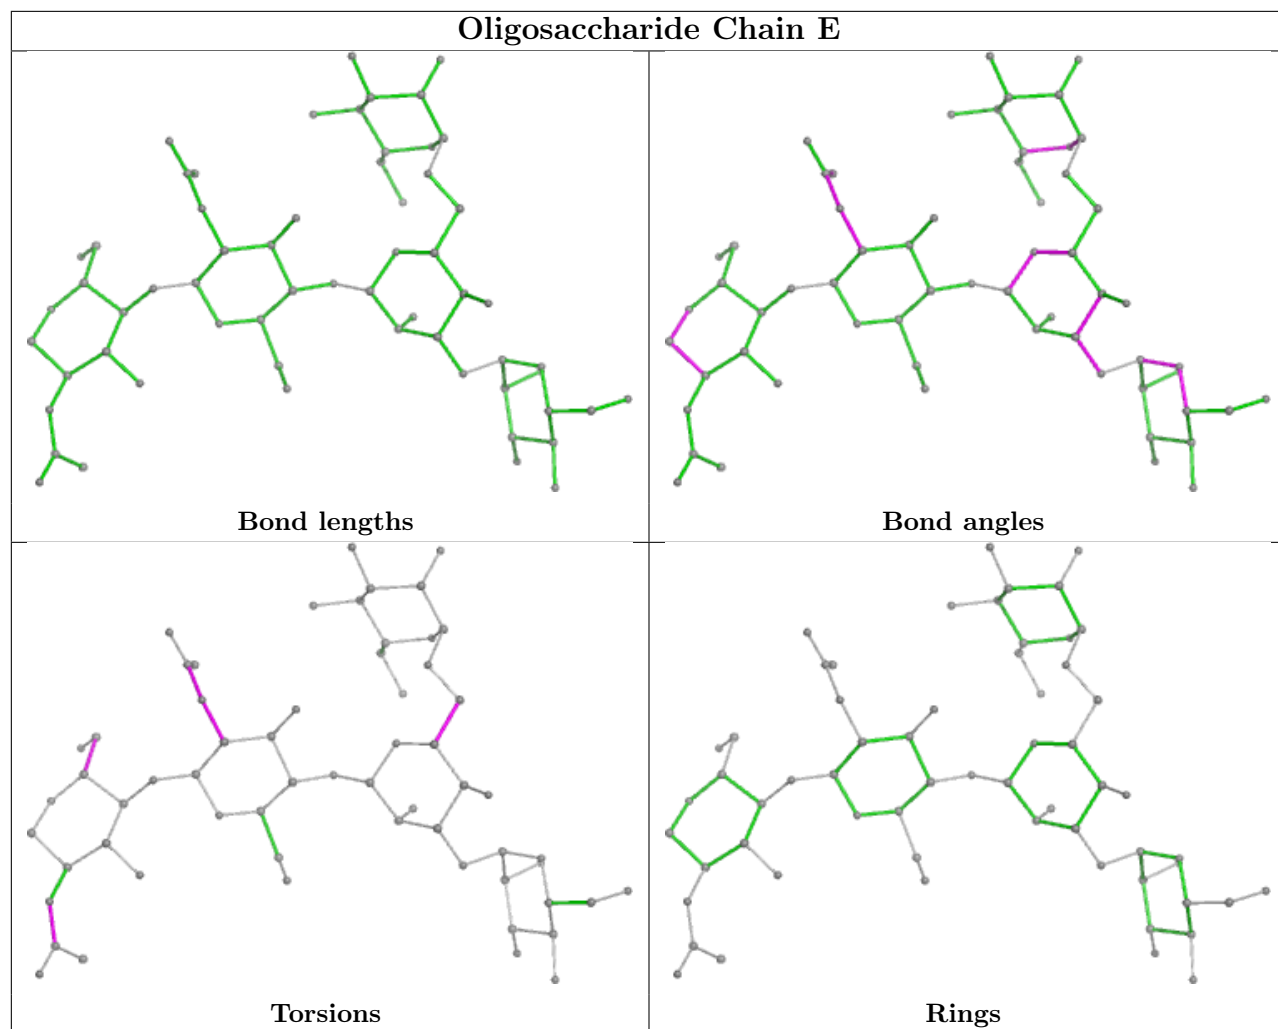 Oligosaccharide Chain E
Bond lengths
Bond angles
Torsions
Rings